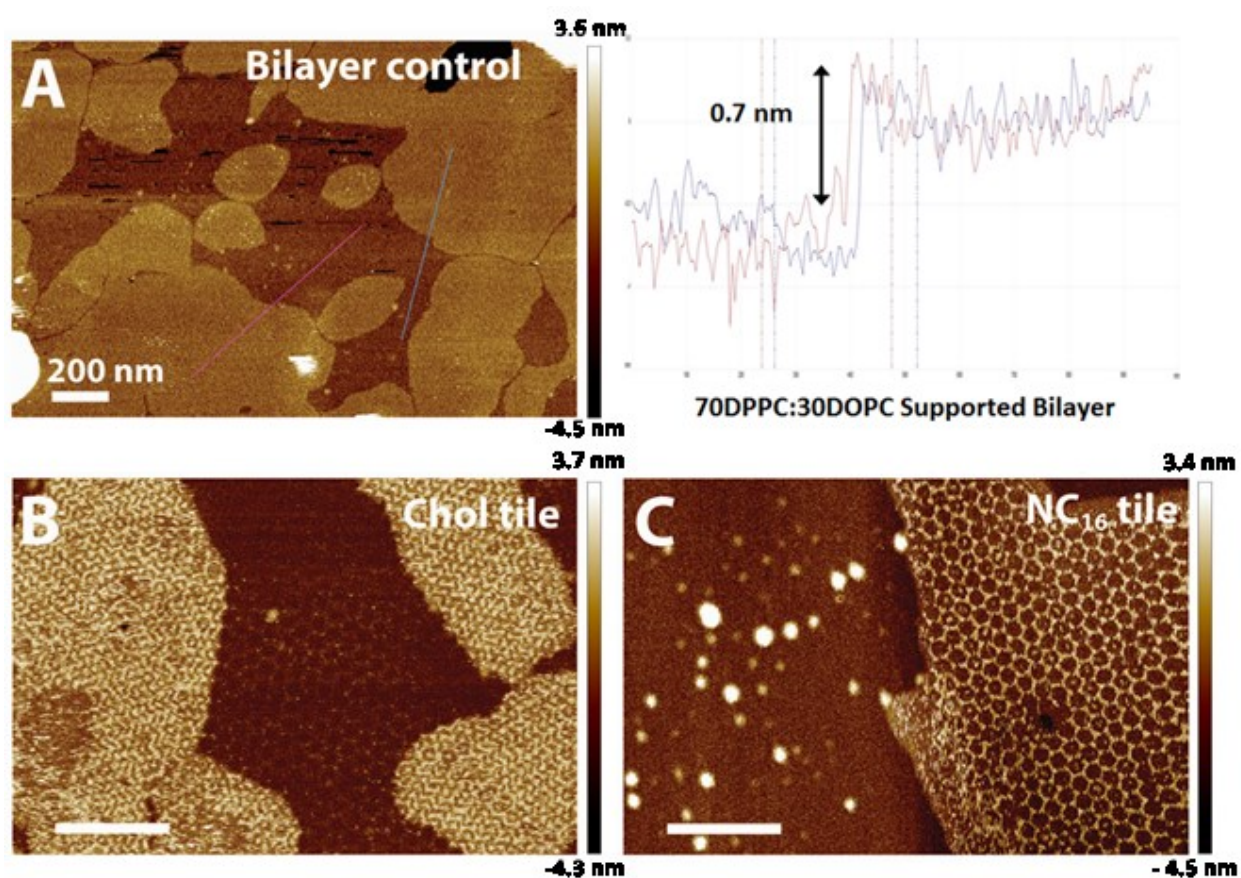 3.6 nm
A
Bilayer control
200 nm
-4.5 nm
0.7 nm
70DPPC:30DOPC Supported Bilayer
3.7 nm
B
Chol tile
-4.3 nm
3.4 nm
C
NC₁₆ tile
- 4.5 nm